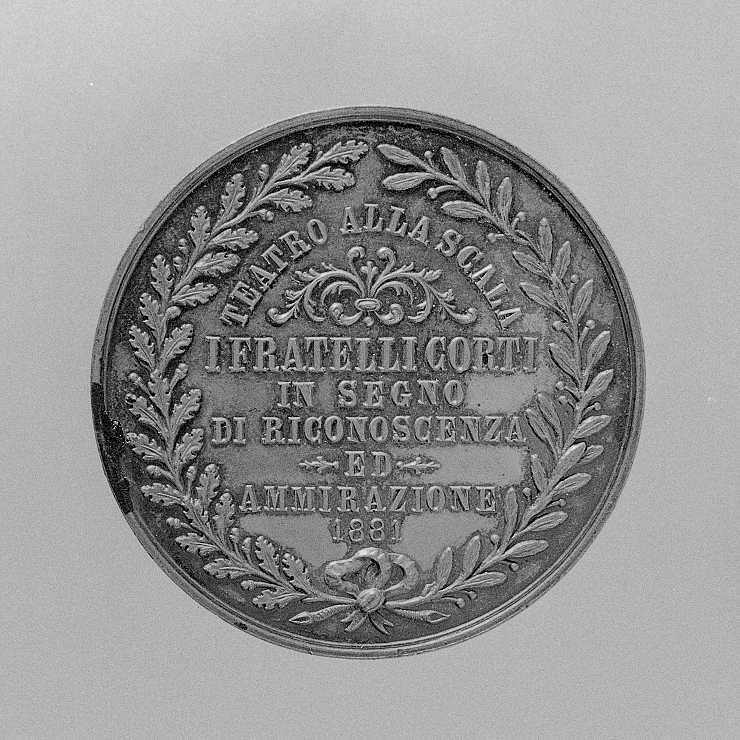 TEATRO ALLA SCALA
I FRATELLI CORTI
IN SEGNO
DI RICONOSCENZA
ED
AMMIRAZIONE
1881